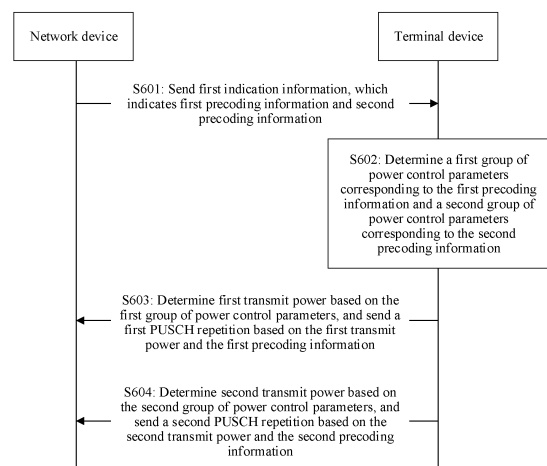 Network device
Terminal device
S601: Send first indication information, which
indicates first precoding information and second
precoding information
S602: Determine a first group of
power control parameters
corresponding to the first precoding
information and a second group of
power control parameters
corresponding to the second
precoding information
S603: Determine first transmit power based on the
first group of power control parameters, and send a
first PUSCH repetition based on the first transmit
power and the first precoding information
S604: Determine second transmit power based on
the second group of power control parameters, and
send a second PUSCH repetition based on the
second transmit power and the second precoding
information